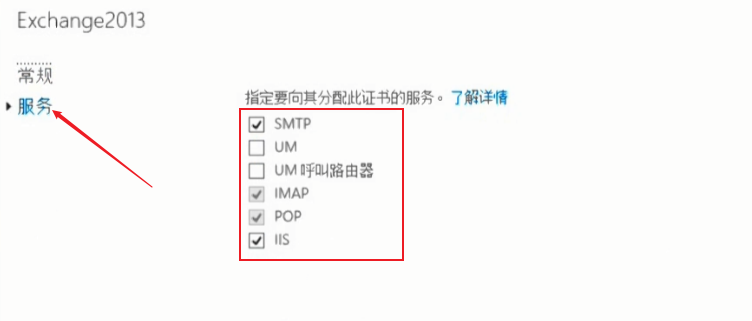 Exchange2013
常规
服务
指定要向其分配此证书的服务。了解详情
SMTP
UM
UM 呼叫路由器
IMAP
POP
IIS